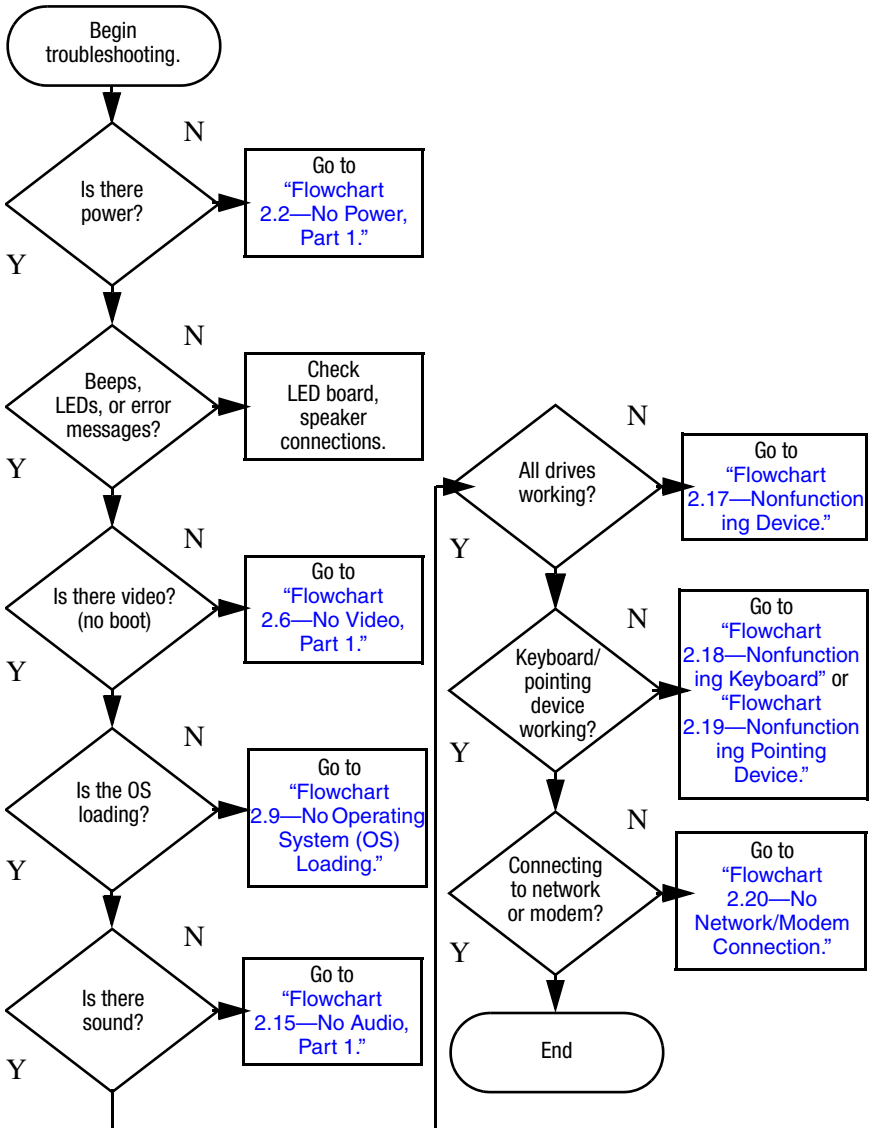 Begin
troubleshooting.
N
Is there
power?
Go to
“Flowchart
2.2—No Power,
Part 1.”
Y
N
Beeps,
LEDs, or error
messages?
Check
LED board,
speaker
connections.
Y
N
Is there video?
(no boot)
Go to
“Flowchart
2.6—No Video,
Part 1.”
Y
N
Is the OS
loading?
Go to
“Flowchart
2.9—No Operating
System (OS)
Loading.”
Y
N
Is there
sound?
Go to
“Flowchart
2.15—No Audio,
Part 1.”
Y
N
All drives
working?
Go to
“Flowchart
2.17—Nonfunction
ing Device.”
Y
N
Keyboard/
pointing
device
working?
Go to
“Flowchart
2.18—Nonfunction
ing Keyboard” or
“Flowchart
2.19—Nonfunction
ing Pointing
Device.”
Y
N
Connecting
to network
or modem?
Go to
“Flowchart
2.20—No
Network/Modem
Connection.”
Y
End